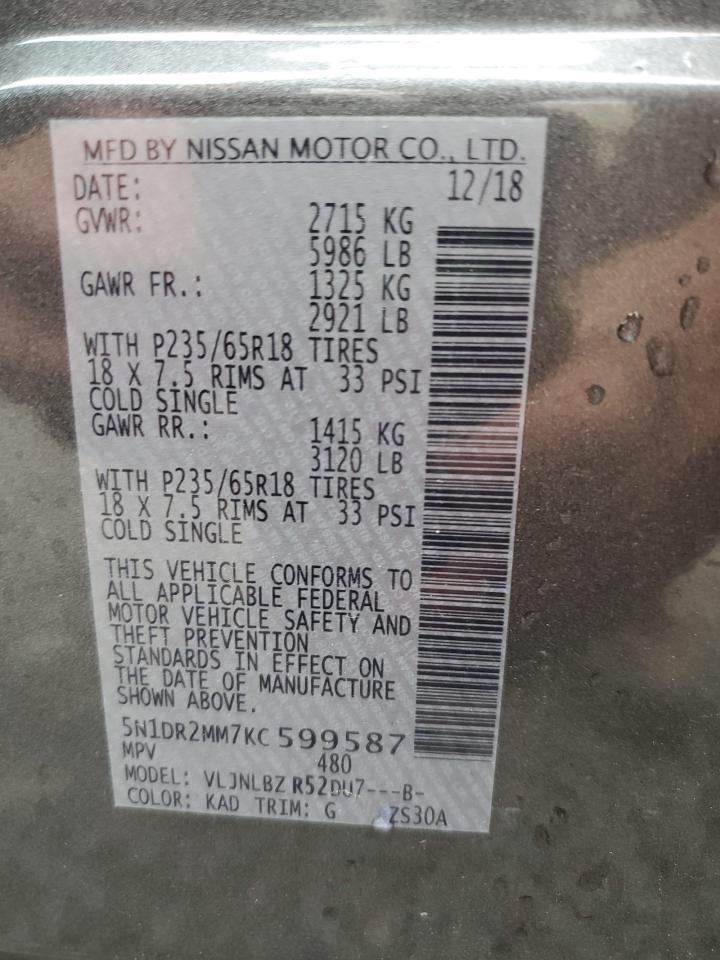 MFD BY NISSAN MOTOR CO., LTD.
DATE: 12/18
GVWR: 2715 KG
5986 LB
GAWR FR.: 1325 KG
2921 LB
WITH P235/65R18 TIRES
18 X 7.5 RIMS AT 33 PSI
COLD SINGLE
GAWR RR.: 1415 KG
3120 LB
WITH P235/65R18 TIRES
18 X 7.5 RIMS AT 33 PSI
COLD SINGLE
THIS VEHICLE CONFORMS TO
ALL APPLICABLE FEDERAL
MOTOR VEHICLE SAFETY AND
THEFT PREVENTION
STANDARDS IN EFFECT ON
THE DATE OF MANUFACTURE
SHOWN ABOVE.
5N1DR2MM7KC 599587
MPV 480
MODEL: VLJNLBZ R52DU7---B-
COLOR: KAD TRIM: G ZS30A